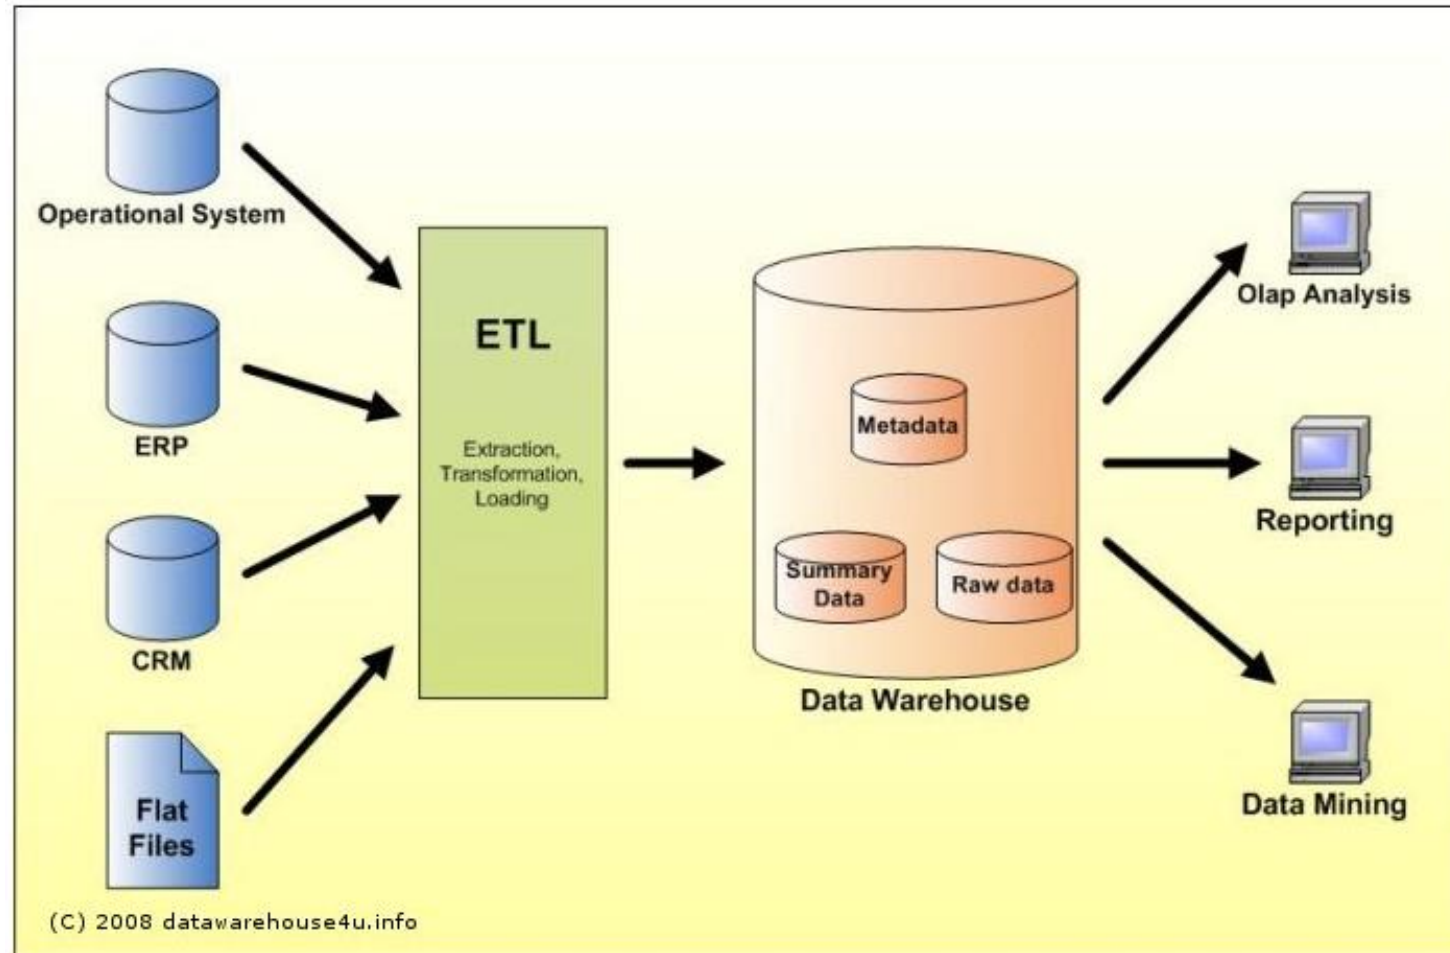 Operational System
ERP
CRM
Flat
Files
ETL
Extraction,
Transformation,
Loading
Metadata
Summary
Data
Raw data
Data Warehouse
Olap Analysis
Reporting
Data Mining
(C) 2008 datawarehouse4u.info